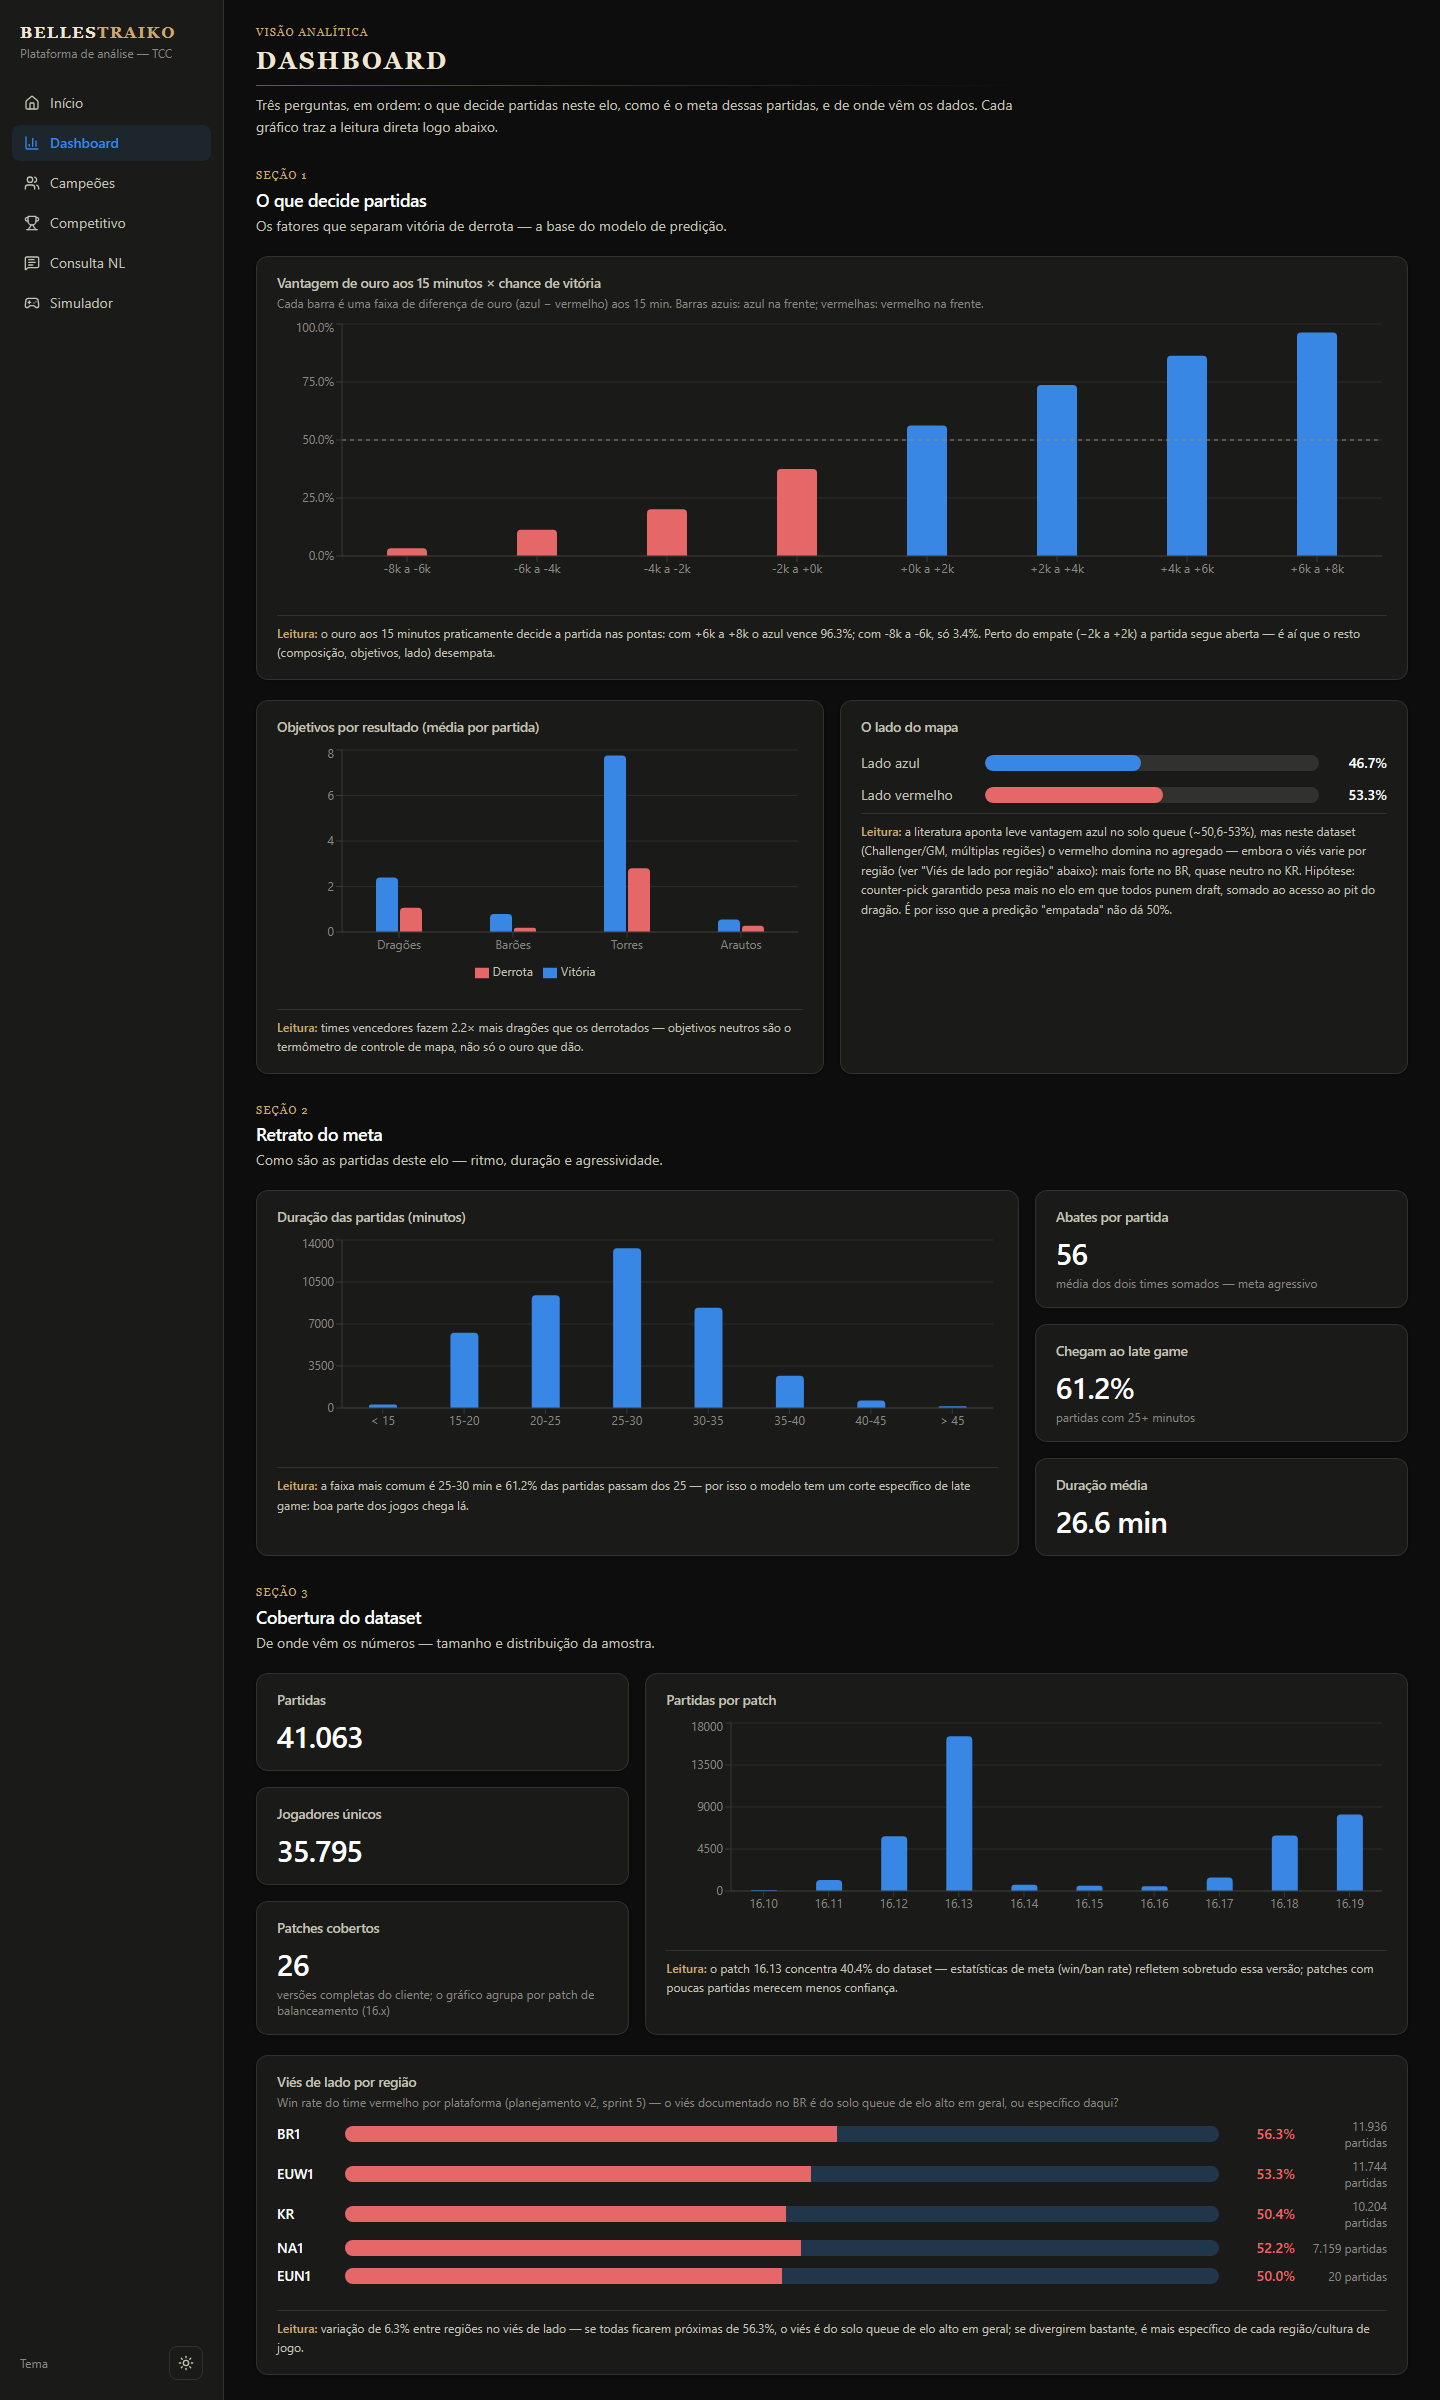 BELLESTRAIKO
Plataforma de análise — TCC
Início
Dashboard
Campeões
Competitivo
Consulta NL
Simulador
Tema
VISÃO ANALÍTICA
DASHBOARD
Três perguntas, em ordem: o que decide partidas neste elo, como é o meta dessas partidas, e de onde vêm os dados. Cada
gráfico traz a leitura direta logo abaixo.
SEÇÃO 1
O que decide partidas
Os fatores que separam vitória de derrota — a base do modelo de predição.
Vantagem de ouro aos 15 minutos × chance de vitória
Cada barra é uma faixa de diferença de ouro (azul − vermelho) aos 15 min. Barras azuis: azul na frente; vermelhas: vermelho na frente.
100.0%
75.0%
50.0%
25.0%
0.0%
-8k a -6k
-6k a -4k
-4k a -2k
-2k a +0k
+0k a +2k
+2k a +4k
+4k a +6k
+6k a +8k
Leitura: o ouro aos 15 minutos praticamente decide a partida nas pontas: com +6k a +8k o azul vence 96.3%; com -8k a -6k, só 3.4%. Perto do empate (−2k a +2k) a partida segue aberta — é aí que o resto
(composição, objetivos, lado) desempata.
Objetivos por resultado (média por partida)
8
6
4
2
0
Dragões
Barões
Torres
Arautos
Derrota
Vitória
Leitura: times vencedores fazem 2.2× mais dragões que os derrotados — objetivos neutros são o
termômetro de controle de mapa, não só o ouro que dão.
O lado do mapa
Lado azul
46.7%
Lado vermelho
53.3%
Leitura: a literatura aponta leve vantagem azul no solo queue (~50,6-53%), mas neste dataset
(Challenger/GM, múltiplas regiões) o vermelho domina no agregado — embora o viés varie por
região (ver "Viés de lado por região" abaixo): mais forte no BR, quase neutro no KR. Hipótese:
counter-pick garantido pesa mais no elo em que todos punem draft, somado ao acesso ao pit do
dragão. É por isso que a predição "empatada" não dá 50%.
SEÇÃO 2
Retrato do meta
Como são as partidas deste elo — ritmo, duração e agressividade.
Duração das partidas (minutos)
14000
10500
7000
3500
0
< 15
15-20
20-25
25-30
30-35
35-40
40-45
> 45
Leitura: a faixa mais comum é 25-30 min e 61.2% das partidas passam dos 25 — por isso o modelo tem um corte específico de late
game: boa parte dos jogos chega lá.
Abates por partida
56
média dos dois times somados — meta agressivo
Chegam ao late game
61.2%
partidas com 25+ minutos
Duração média
26.6 min
SEÇÃO 3
Cobertura do dataset
De onde vêm os números — tamanho e distribuição da amostra.
Partidas
41.063
Jogadores únicos
35.795
Patches cobertos
26
versões completas do cliente; o gráfico agrupa por patch de
balanceamento (16.x)
Partidas por patch
18000
13500
9000
4500
0
16.10
16.11
16.12
16.13
16.14
16.15
16.16
16.17
16.18
16.19
Leitura: o patch 16.13 concentra 40.4% do dataset — estatísticas de meta (win/ban rate) refletem sobretudo essa versão; patches com
poucas partidas merecem menos confiança.
Viés de lado por região
Win rate do time vermelho por plataforma (planejamento v2, sprint 5) — o viés documentado no BR é do solo queue de elo alto em geral, ou específico daqui?
BR1
56.3%
11.936
partidas
EUW1
53.3%
11.744
partidas
KR
50.4%
10.204
partidas
NA1
52.2%
7.159 partidas
EUN1
50.0%
20 partidas
Leitura: variação de 6.3% entre regiões no viés de lado — se todas ficarem próximas de 56.3%, o viés é do solo queue de elo alto em geral; se divergirem bastante, é mais específico de cada região/cultura de
jogo.